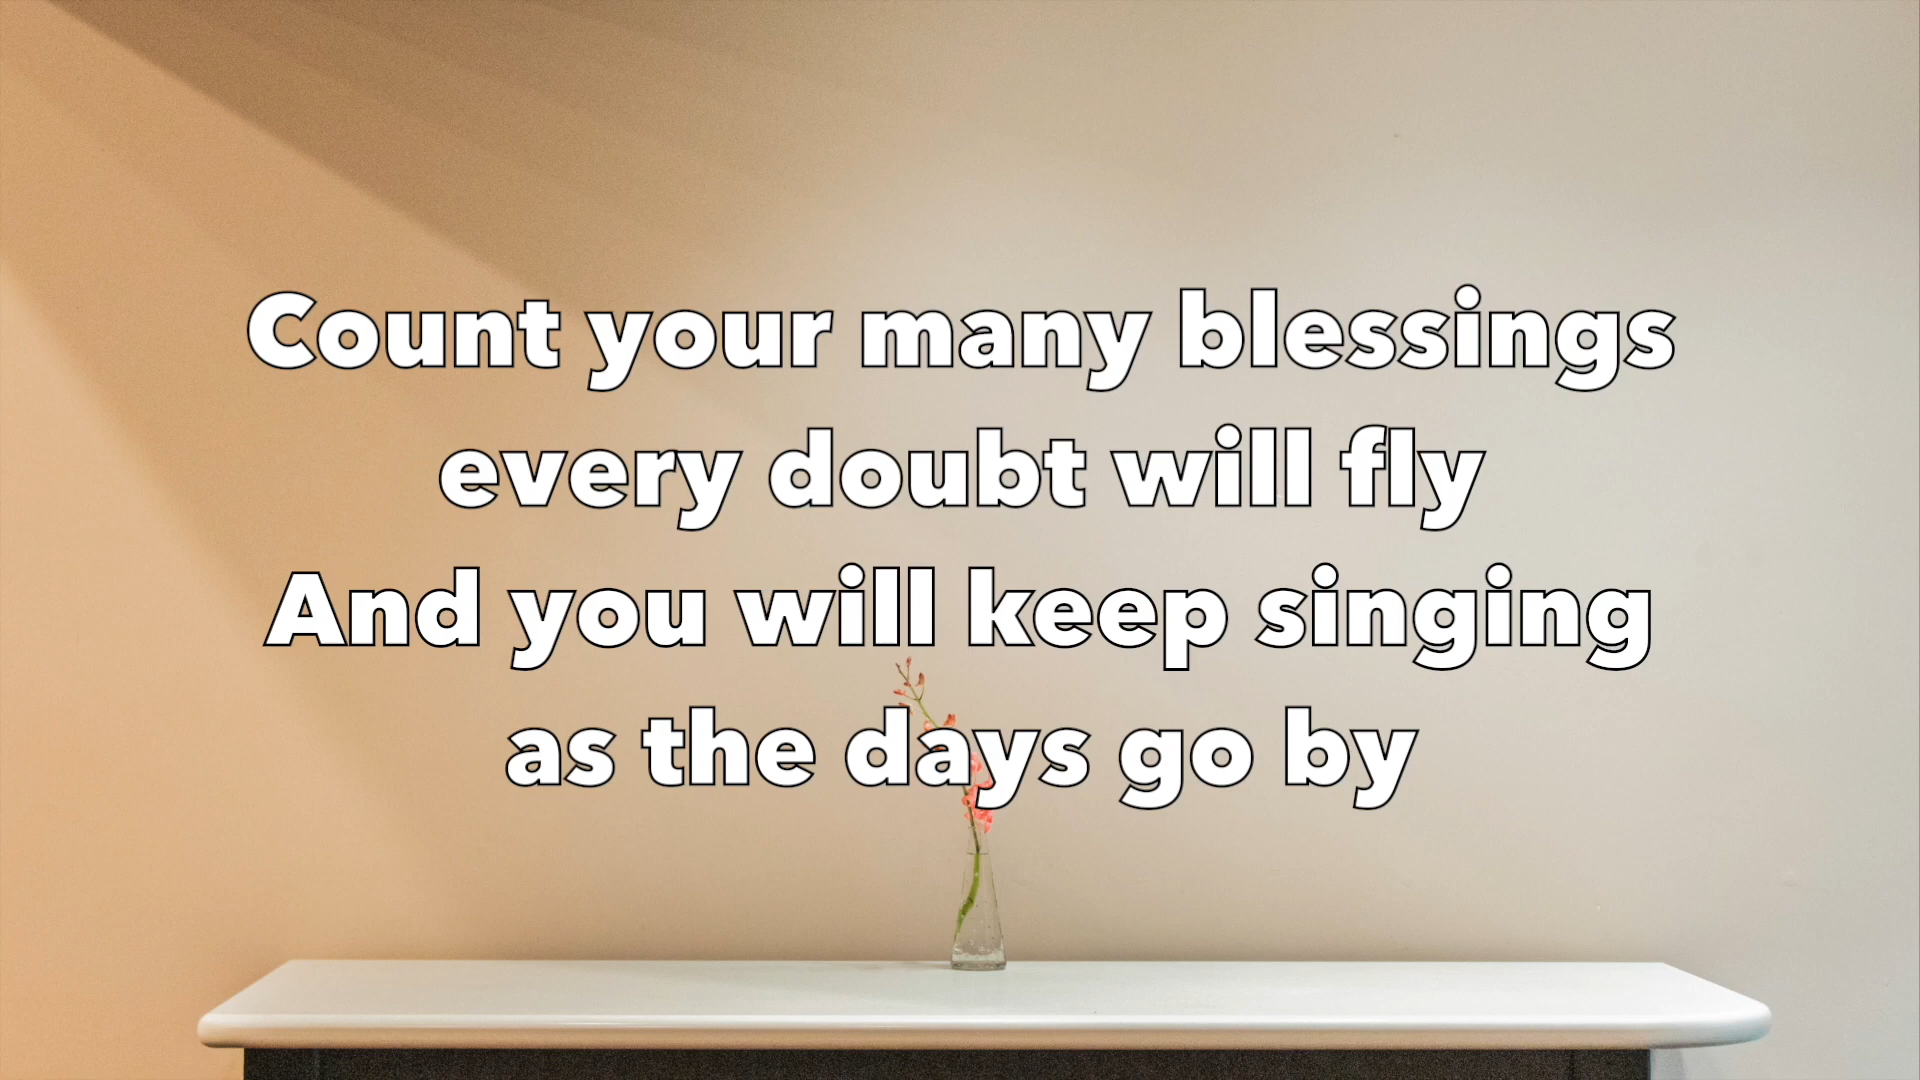 Count your many blessings
every doubt will fly
And you will keep singing
as the days go by